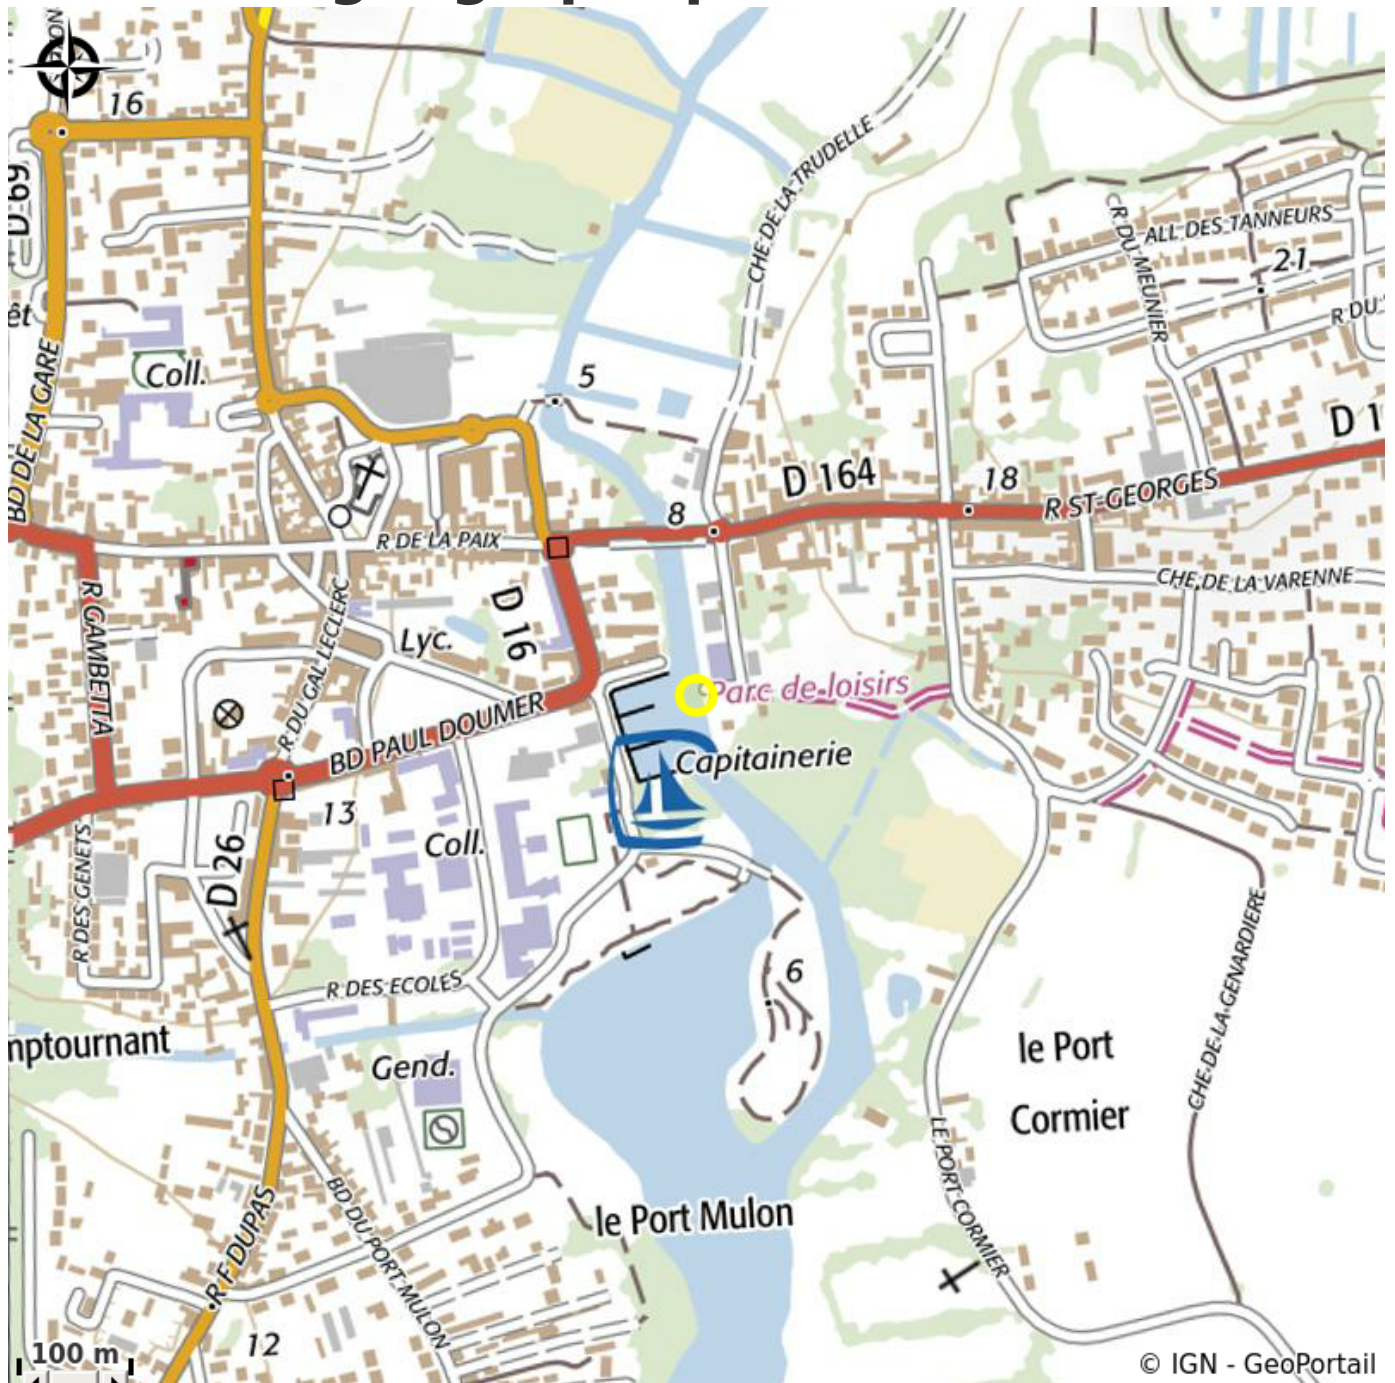 16
D 69
CHE DE LA TRUDELLE
R DU MEUNIER
ALL DES TANNEURS
21
R DU
BD DE LA GARE
Coll.
5
D 1
D 164
18
R ST-GEORGES
8
R DE LA PAIX
CHE DE LA VARENNE
R GAMBETTA
D 16
Lyc.
R DU GAL LECLERC
Parc de loisirs
BD PAUL DOUMER
Capitainerie
13
Coll.
R DES GENETS
D 26
CHE DE LA GENARDIERE
6
R DES ECOLES
mptournant
le Port
Cormier
Gend.
LE PORT CORMIER
le Port Mulon
R F DUPAS
BD DU PORT MULON
12
100 m
© IGN - GeoPortail